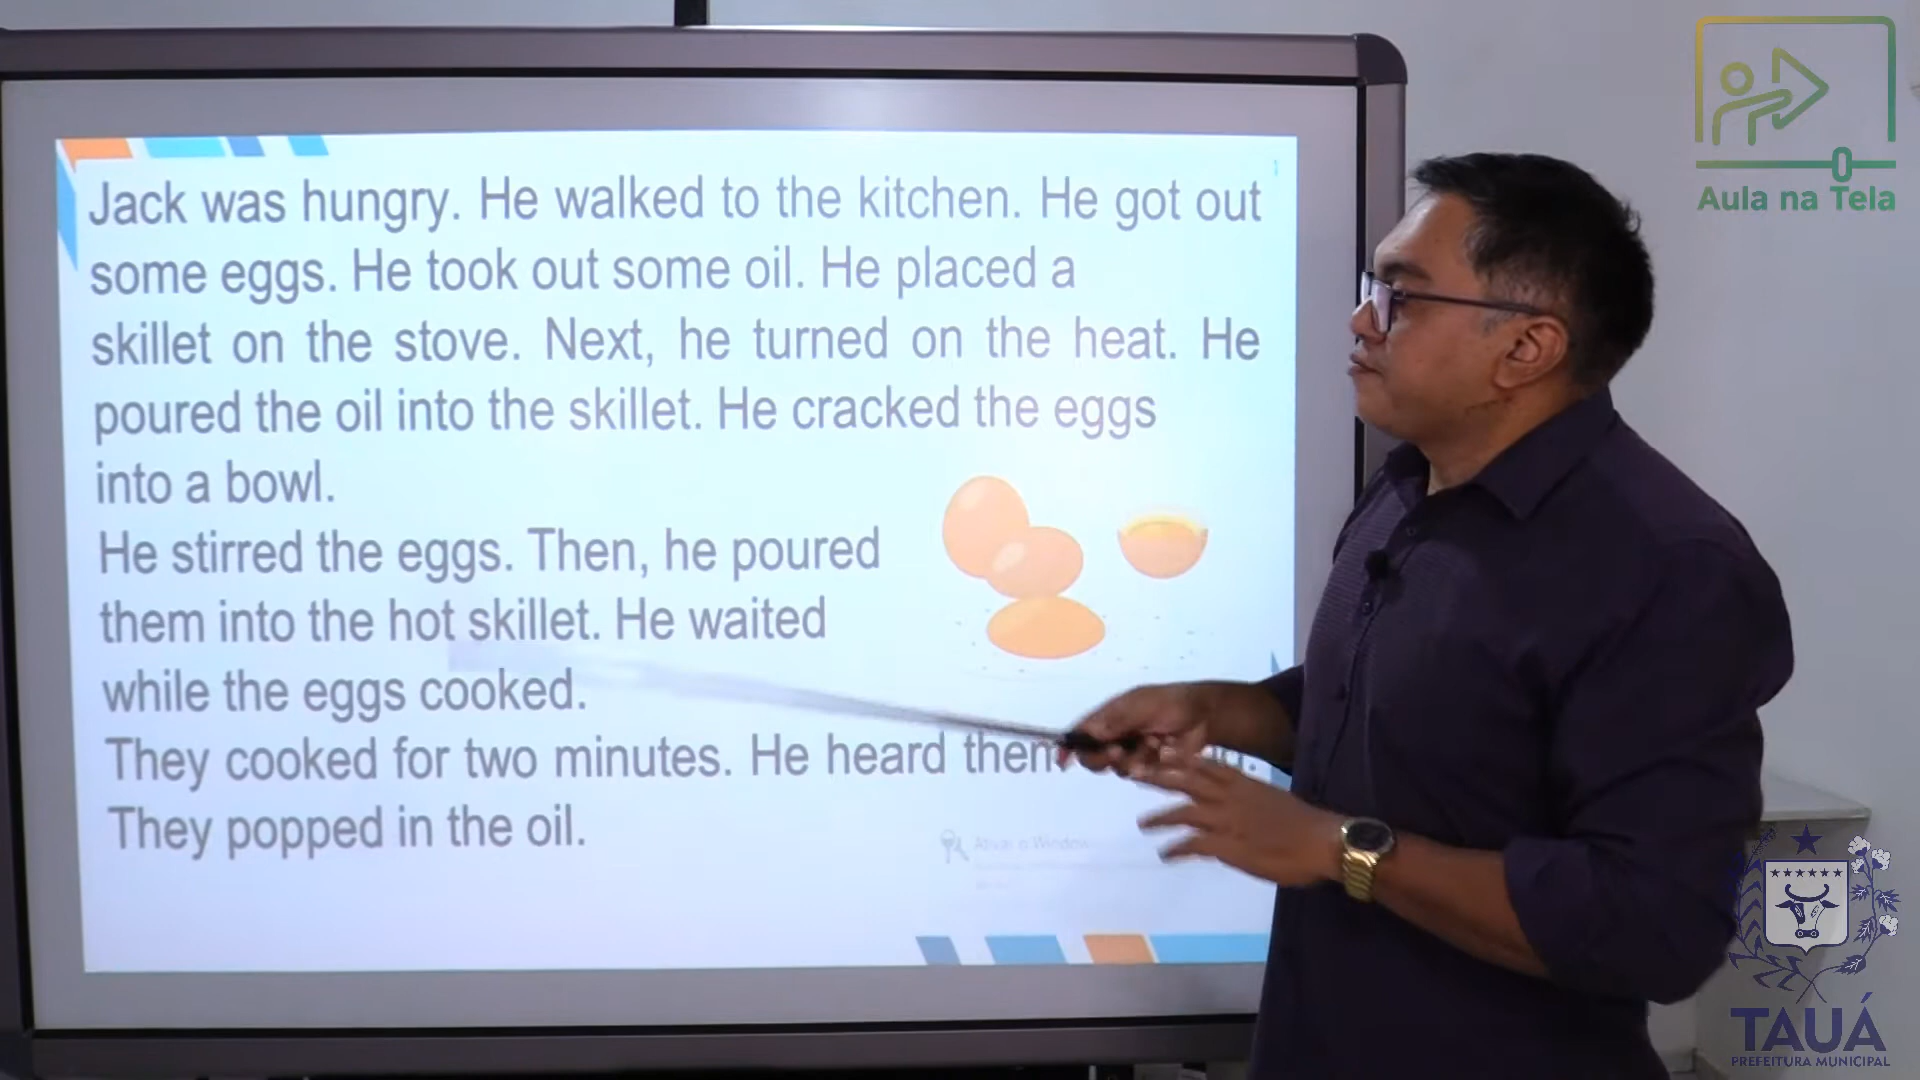 Jack was hungry. He walked to the kitchen. He got out
some eggs. He took out some oil. He placed a
skillet on the stove. Next, he turned on the heat. He
poured the oil into the skillet. He cracked the eggs
into a bowl.
He stirred the eggs. Then, he poured
them into the hot skillet. He waited
while the eggs cooked.
They cooked for two minutes. He heard them
They popped in the oil.
Ativar o Windows
Aula na Tela
TAUÁ
PREFEITURA MUNICIPAL